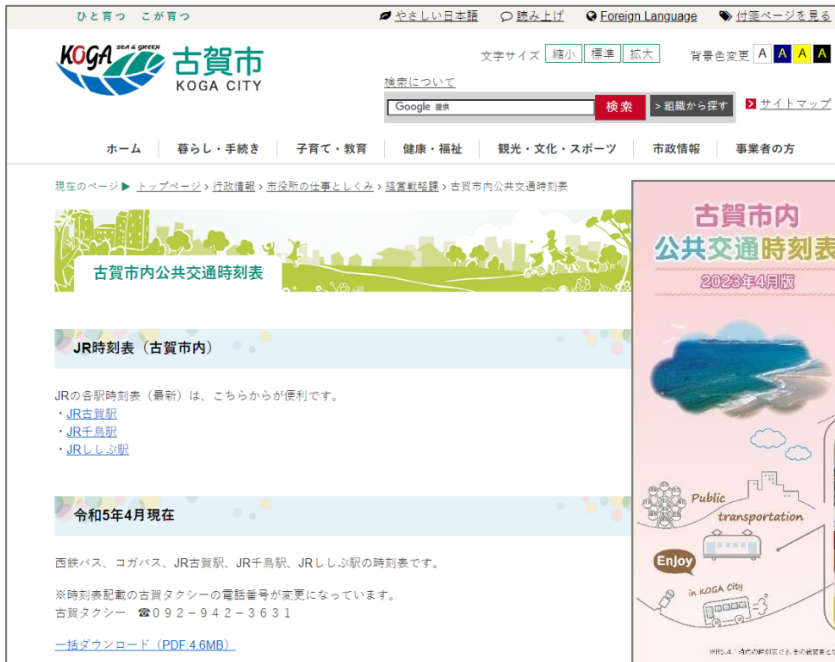 ひと育つ こが育つ
やさしい日本語 読み上げ Foreign Language 付箋ページを見る
KOGA SEA & GREEN
古賀市
KOGA CITY
文字サイズ 縮小 標準 拡大 背景色変更 A A A A
検索について
Google 提供 検索 >組織から探す サイトマップ
ホーム 暮らし・手続き 子育て・教育 健康・福祉 観光・文化・スポーツ 市政情報 事業者の方
現在のページ▶ トップページ › 行政情報 › 市役所の仕事としくみ › 経営戦略課 › 古賀市内公共交通時刻表
古賀市内公共交通時刻表
JR時刻表（古賀市内）
JRの各駅時刻表（最新）は、こちらからが便利です。
・JR古賀駅
・JR千鳥駅
・JRししぶ駅
令和5年4月現在
西鉄バス、コガバス、JR古賀駅、JR千鳥駅、JRししぶ駅の時刻表です。
※時刻表記載の古賀タクシーの電話番号が変更になっています。
古賀タクシー ☎０９２－９４２－３６３１
一括ダウンロード（PDF:4.6MB）
古賀市内
公共交通時刻表
2023年4月版
Public
transportation
Enjoy
in KOGA City